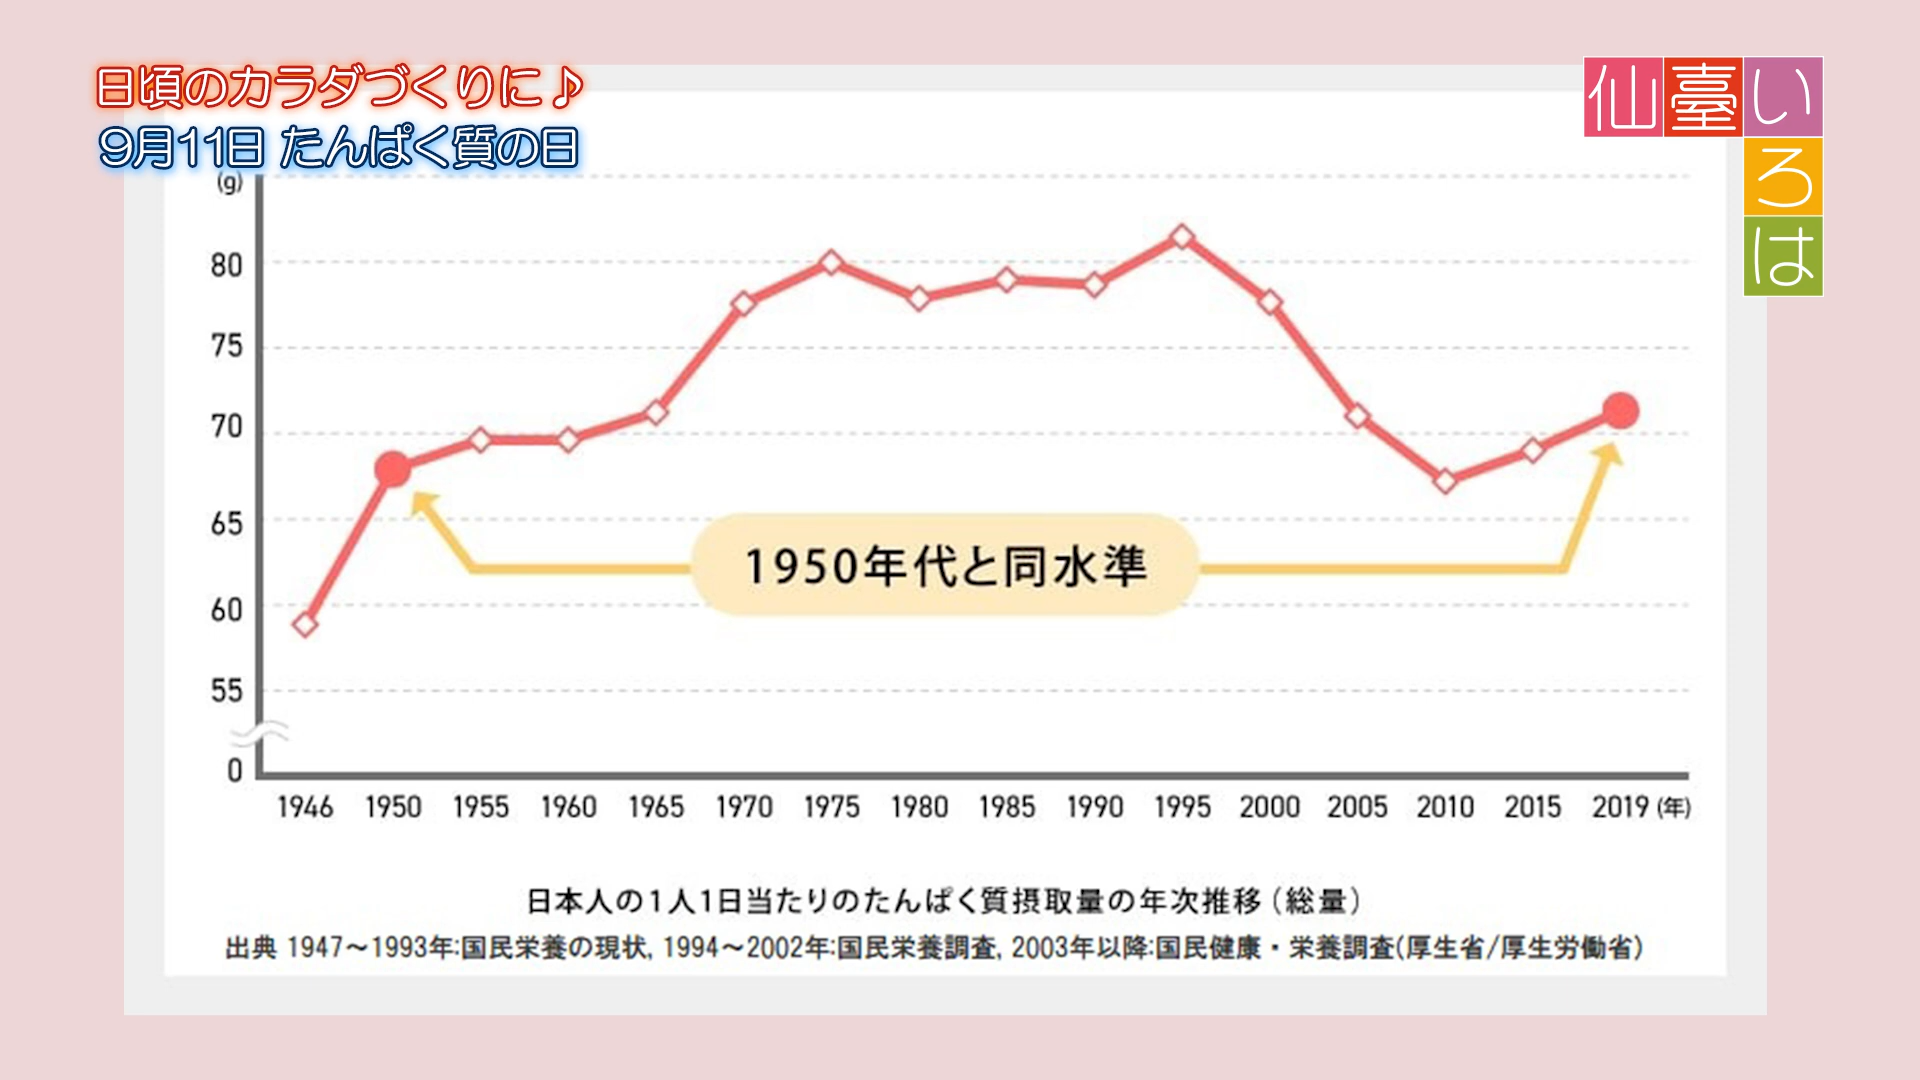 日頃のカラダづくりに♪
9月11日 たんぱく質の日
仙臺い
ろ
は
(g)
80
75
70
65
60
55
0
1950年代と同水準
1946 1950 1955 1960 1965 1970 1975 1980 1985 1990 1995 2000 2005 2010 2015 2019 (年)
日本人の1人1日当たりのたんぱく質摂取量の年次推移(総量)
出典 1947〜1993年:国民栄養の現状, 1994〜2002年:国民栄養調査, 2003年以降:国民健康・栄養調査(厚生省/厚生労働省)